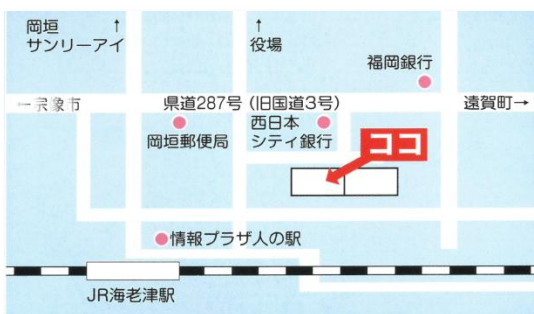 岡垣 ↑
サンリーアイ
↑
役場
福岡銀行
←宗象市
県道287号 (旧国道3号)
遠賀町→
岡垣郵便局
西日本
シティ銀行
ココ
情報プラザ人の駅
JR海老津駅